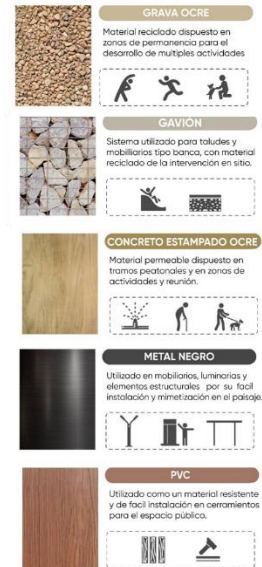 GRAVA OCRE
Material reciclado dispuesto en
zonas de permanencia para el
desarrollo de multiples actividades
GAVIÓN
Sistema utilizado para taludes y
mobiliarios tipo banca, con material
reciclado de la intervención en sitio.
CONCRETO ESTAMPADO OCRE
Material permeable dispuesto en
tramos peatonales y en zonas de
actividades y reunión.
METAL NEGRO
Utilizado en mobiliarios, luminarias y
elementos estructurales por su facil
instalación y mimetización en el paisaje.
PVC
Utilizado como un material resistente
y de facil instalación en cerramientos
para el espacio público.